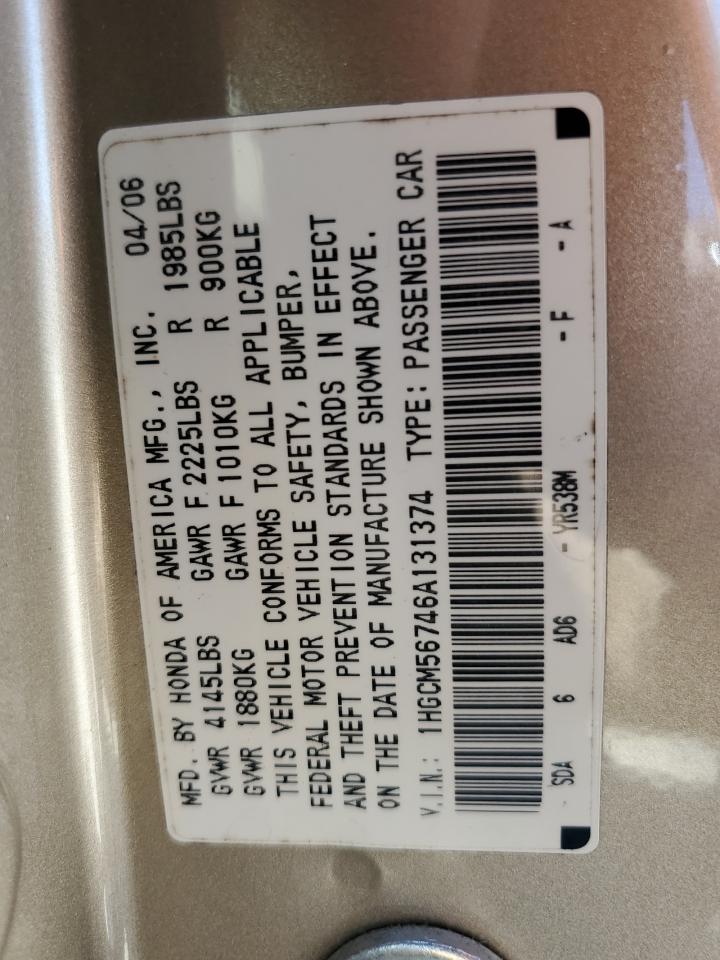 MFD. BY HONDA OF AMERICA MFG., INC. 04/06
GVWR 4145LBS GAWR F 2225LBS R 1985LBS
GVWR 1880KG GAWR F 1010KG R 900KG
THIS VEHICLE CONFORMS TO ALL APPLICABLE
FEDERAL MOTOR VEHICLE SAFETY, BUMPER,
AND THEFT PREVENTION STANDARDS IN EFFECT
ON THE DATE OF MANUFACTURE SHOWN ABOVE.
V.I.N.: 1HGCM56746A131374 TYPE: PASSENGER CAR
SDA 6 AD6 - YR538M - F - A